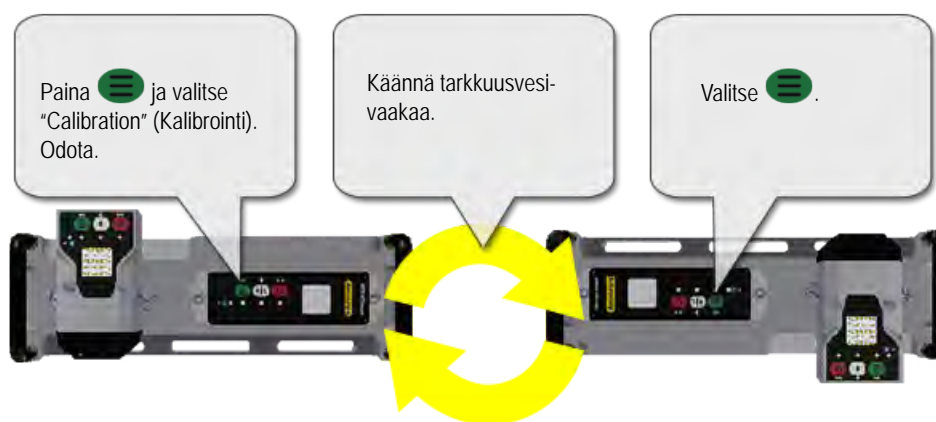 Paina ja valitse
“Calibration” (Kalibrointi).
Odota.
Käännä tarkkuusvesi-
vaakaa.
Valitse .